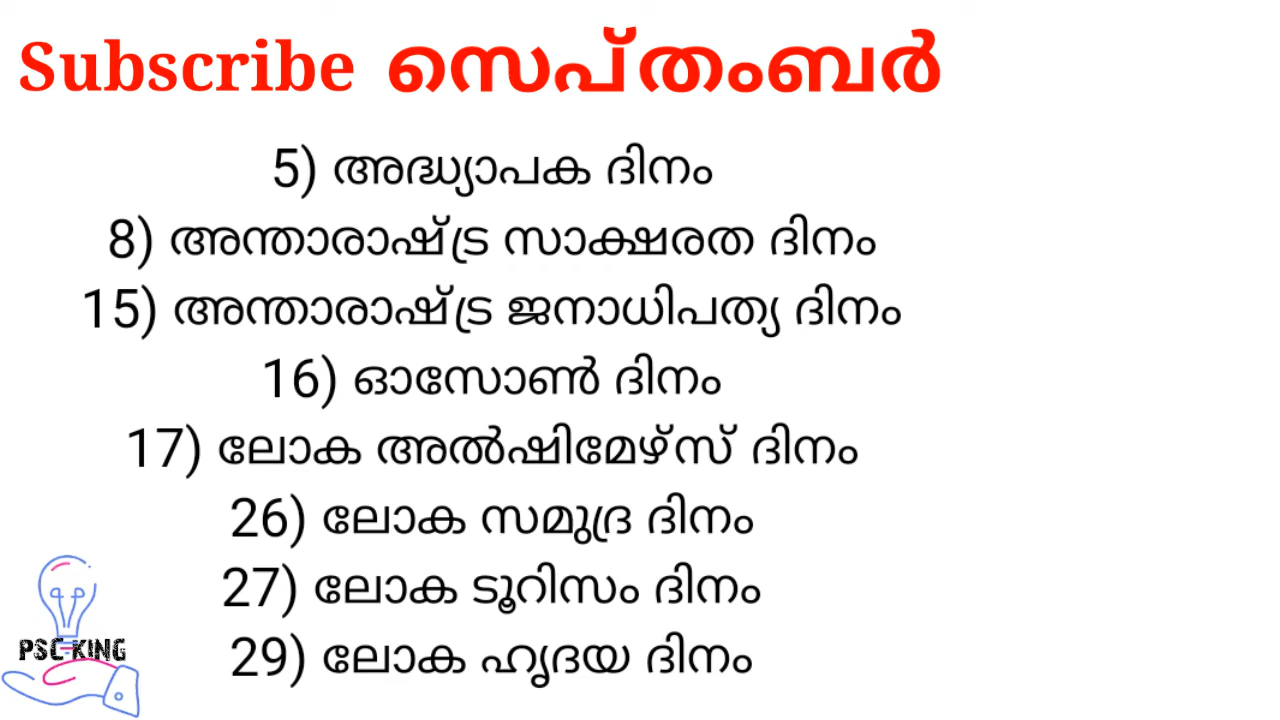 Subscribe സെപ്തംബർ
5) അദ്ധ്യാപക ദിനം
8) അന്താരാഷ്ട്ര സാക്ഷരത ദിനം
15) അന്താരാഷ്ട്ര ജനാധിപത്യ ദിനം
16) ഓസോൺ ദിനം
17) ലോക അൽഷിമേഴ്സ് ദിനം
26) ലോക സമുദ്ര ദിനം
27) ലോക ടൂറിസം ദിനം
29) ലോക ഹൃദയ ദിനം
PSC KING